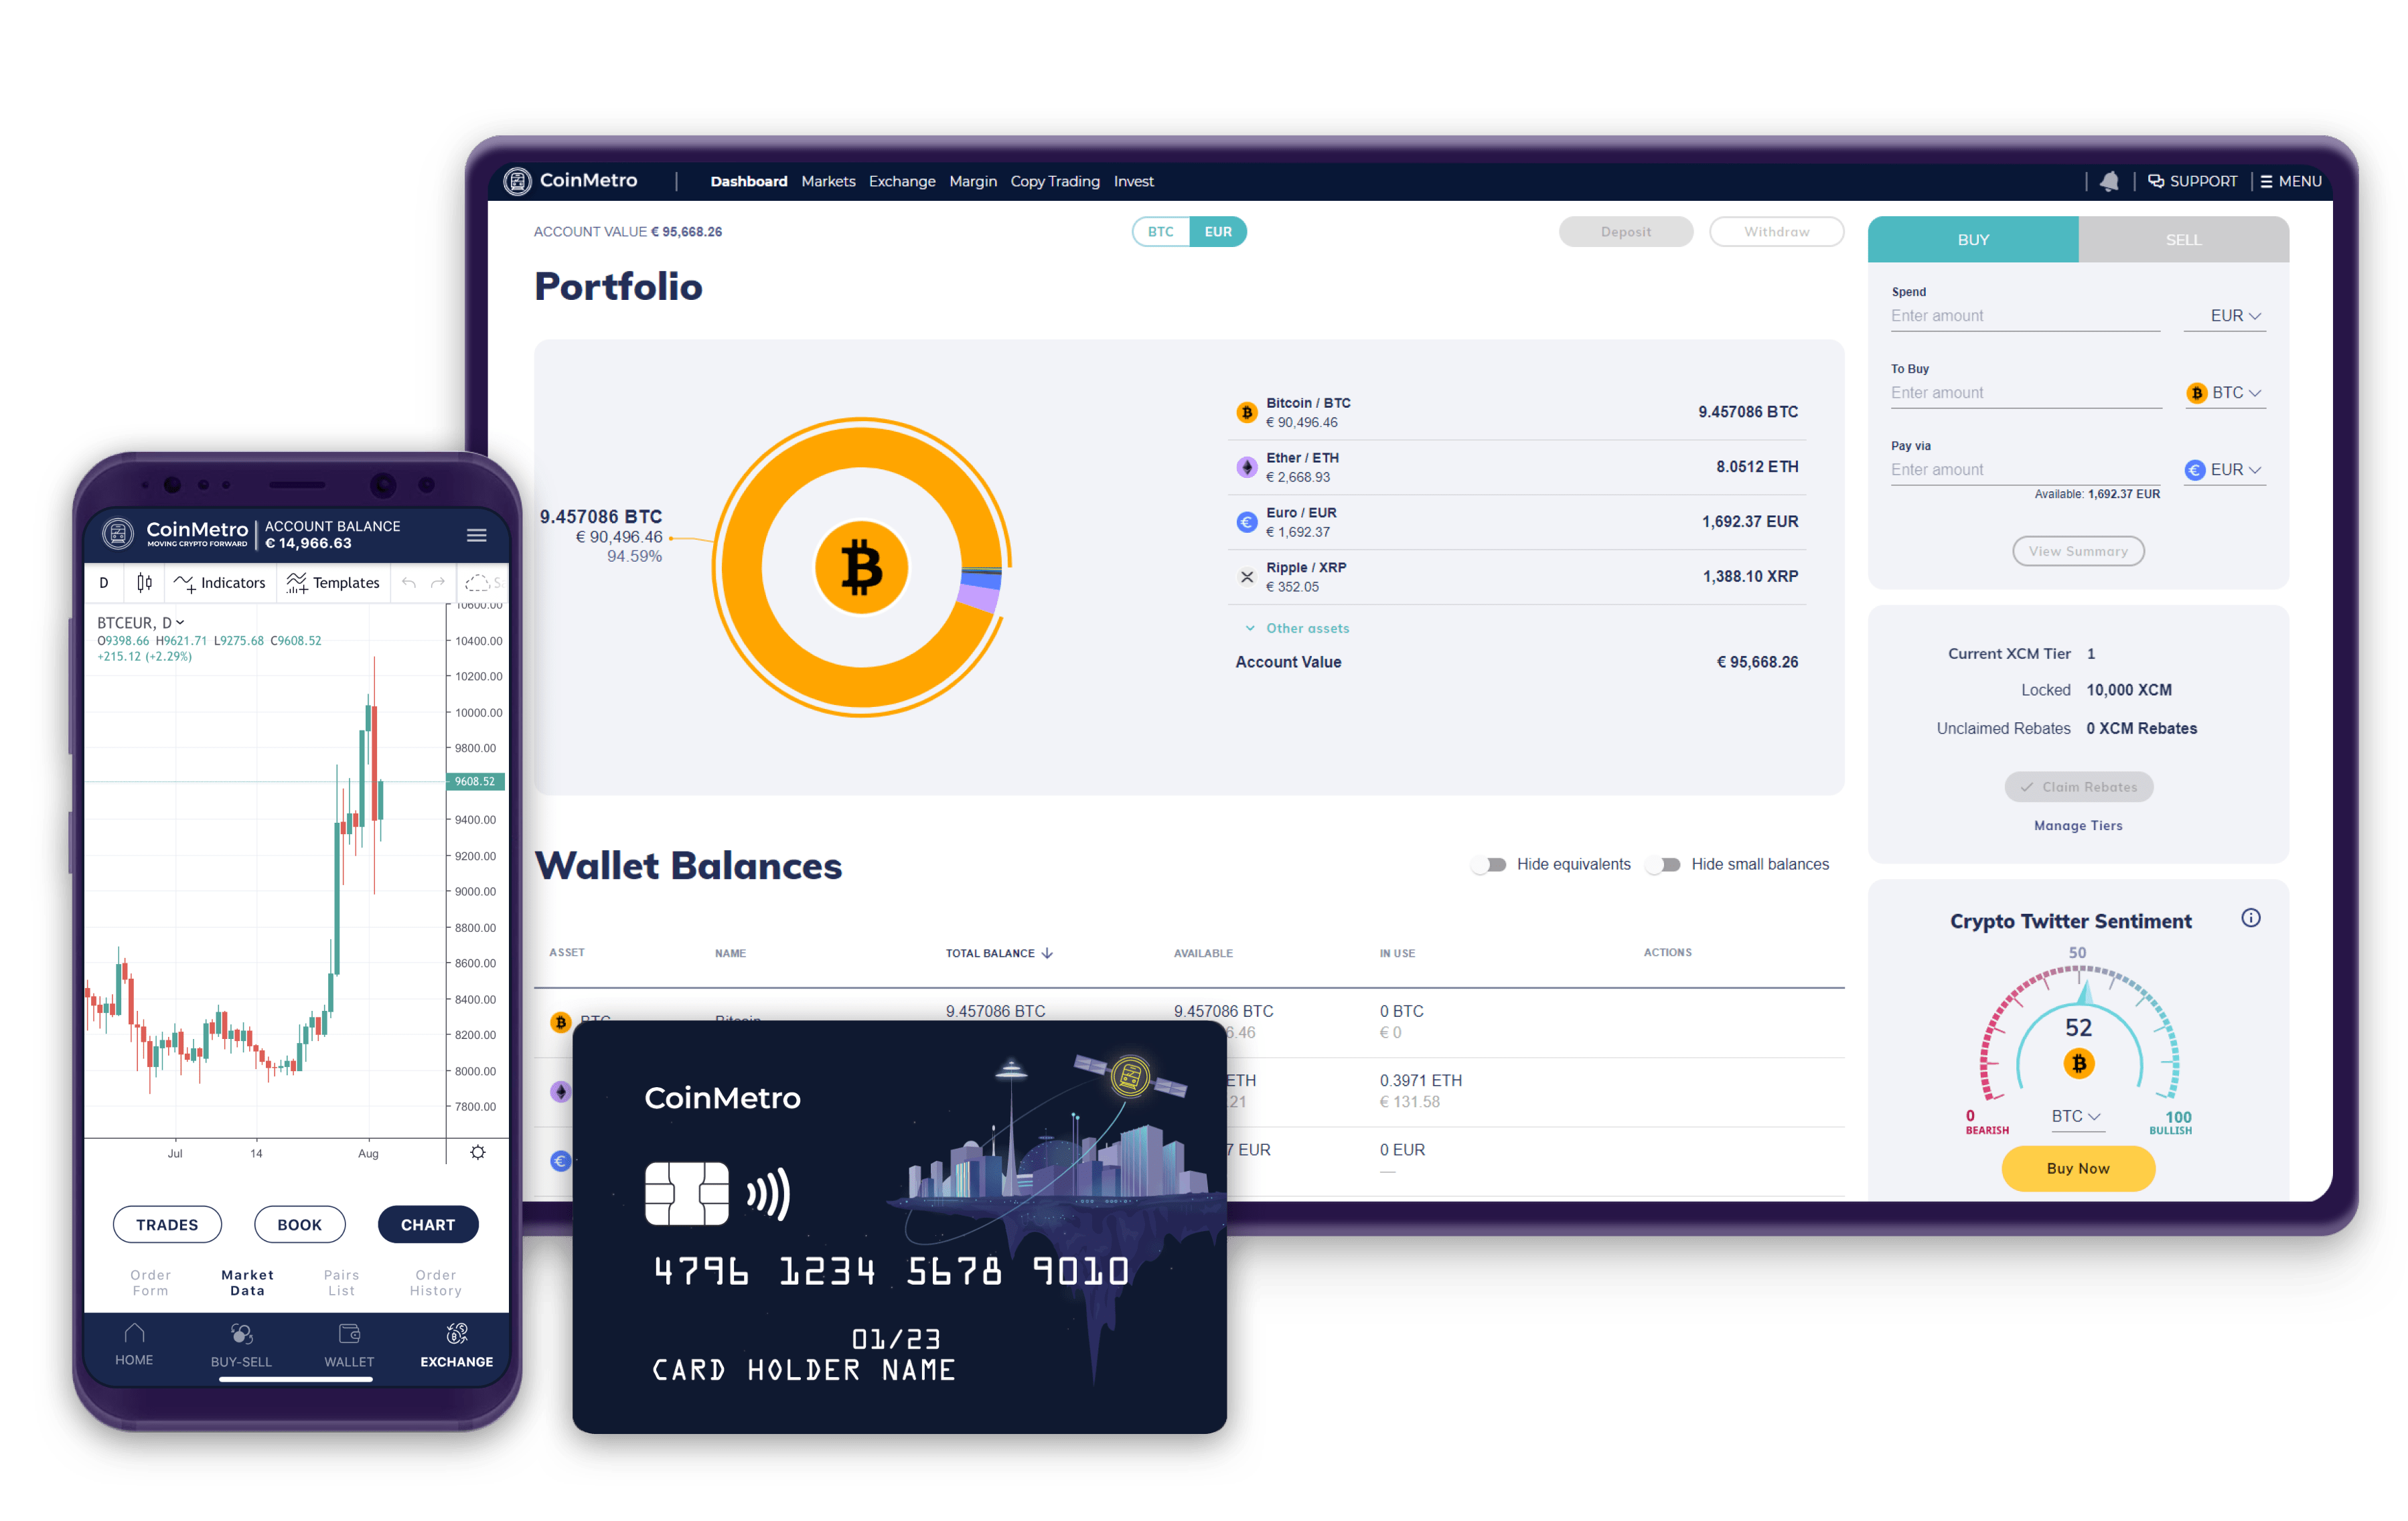 CoinMetro
Dashboard Markets Exchange Margin Copy Trading Invest
SUPPORT
MENU
ACCOUNT VALUE € 95,668.26
BTC EUR
Deposit
Withdraw
Portfolio
9.457086 BTC
€ 90,496.46
94.59%
Bitcoin / BTC
€ 90,496.46
9.457086 BTC
Ether / ETH
€ 2,668.93
8.0512 ETH
Euro / EUR
€ 1,692.37
1,692.37 EUR
Ripple / XRP
€ 352.05
1,388.10 XRP
Other assets
Account Value
€ 95,668.26
BUY
SELL
Spend
Enter amount
EUR
To Buy
Enter amount
BTC
Pay via
Enter amount
EUR
Available: 1,692.37 EUR
View Summary
Current XCM Tier 1
Locked 10,000 XCM
Unclaimed Rebates 0 XCM Rebates
Claim Rebates
Manage Tiers
Crypto Twitter Sentiment
50
52
0
BEARISH
BTC
100
BULLISH
Buy Now
Wallet Balances
Hide equivalents
Hide small balances
ASSET NAME TOTAL BALANCE AVAILABLE IN USE ACTIONS
BTC Bitcoin 9.457086 BTC 9.457086 BTC 0 BTC
6.46 € 0
ETH 0.3971 ETH
.21 € 131.58
7 EUR 0 EUR
—
CoinMetro
MOVING CRYPTO FORWARD
ACCOUNT BALANCE
€ 14,966.63
D
Indicators
Templates
BTCEUR, D
O9398.66 H9621.71 L9275.68 C9608.52
+215.12 (+2.29%)
10600.00
10400.00
10200.00
10000.00
9800.00
9608.52
9400.00
9200.00
9000.00
8800.00
8600.00
8400.00
8200.00
8000.00
7800.00
Jul 14 Aug
TRADES BOOK CHART
Order Form
Market Data
Pairs List
Order History
HOME BUY-SELL WALLET EXCHANGE
CoinMetro
4796 1234 5678 9010
01/23
CARD HOLDER NAME